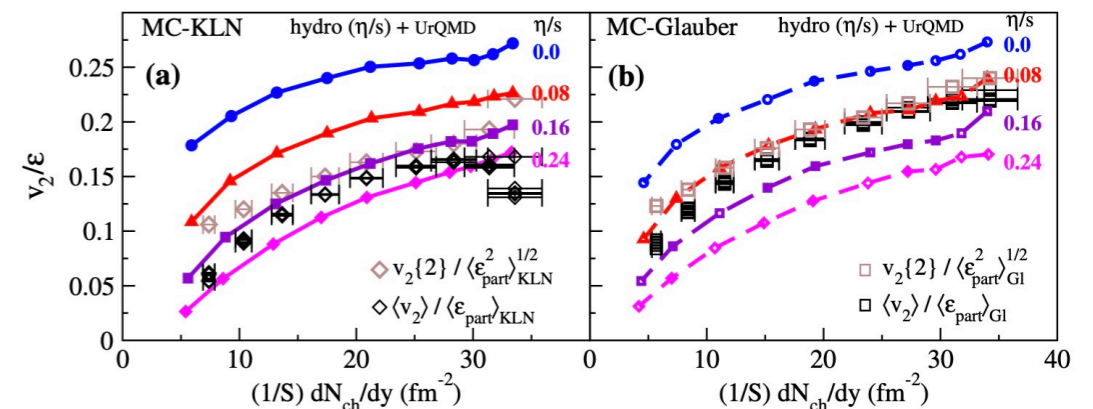 MC-KLN hydro (η/s) + UrQMD η/s
(a)
0.0
0.08
0.16
0.24
v₂{2} / ⟨ε²part⟩^1/2 KLN
⟨v₂⟩ / ⟨εpart⟩KLN
v₂/ε
0
0.05
0.1
0.15
0.2
0.25
0 10 20 30
(1/S) dNch/dy (fm⁻²)
MC-Glauber hydro (η/s) + UrQMD η/s
(b)
0.0
0.08
0.16
0.24
v₂{2} / ⟨ε²part⟩^1/2 Gl
⟨v₂⟩ / ⟨εpart⟩Gl
0 10 20 30 40
(1/S) dNch/dy (fm⁻²)